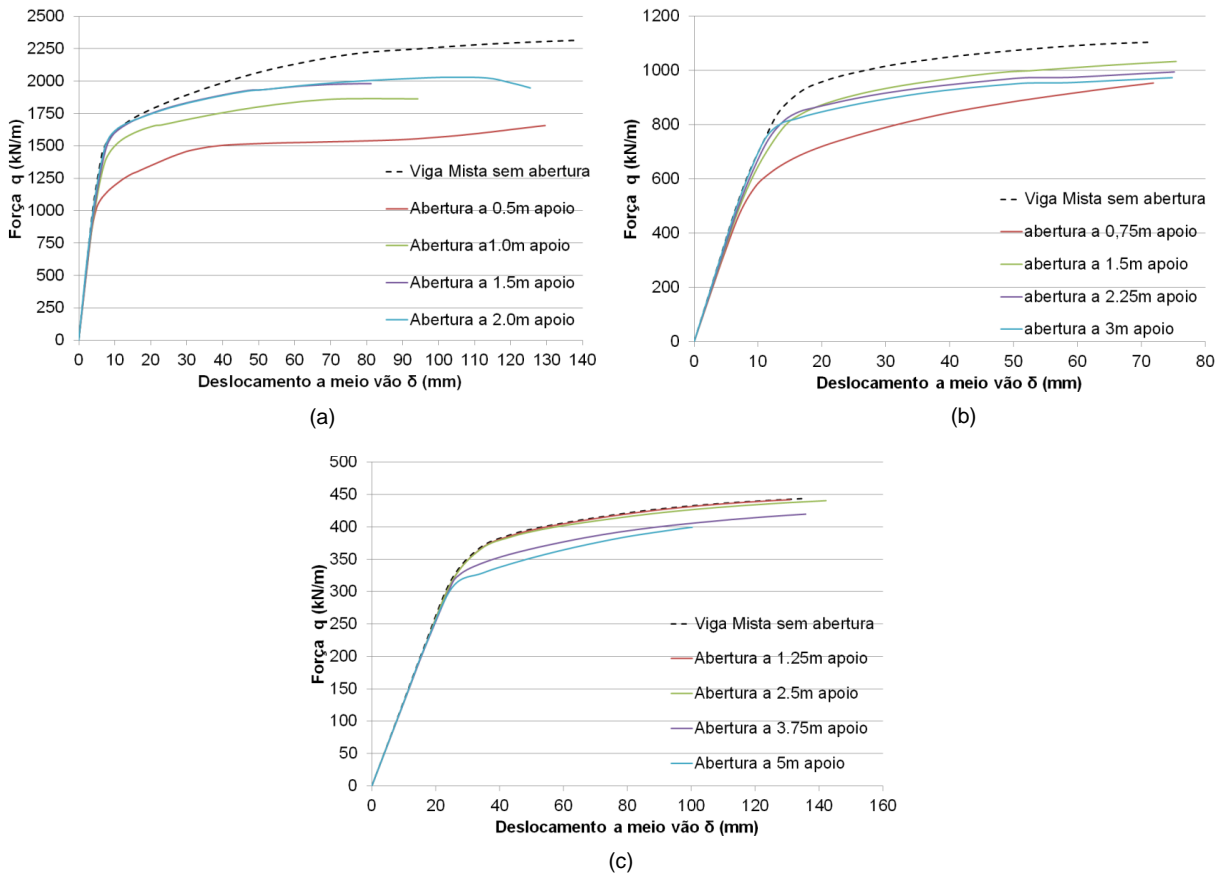 2500
2250
2000
1750
1500
1250
1000
750
500
250
0
Força q (kN/m)
Viga Mista sem abertura
Abertura a 0.5m apoio
Abertura a1.0m apoio
Abertura a 1.5m apoio
Abertura a 2.0m apoio
0 10 20 30 40 50 60 70 80 90 100 110 120 130 140
Deslocamento a meio vão δ (mm)
(a)
1200
1000
800
600
400
200
0
Força q (kN/m)
Viga Mista sem abertura
abertura a 0,75m apoio
abertura a 1.5m apoio
abertura a 2.25m apoio
abertura a 3m apoio
0 10 20 30 40 50 60 70 80
Deslocamento a meio vão δ (mm)
(b)
500
450
400
350
300
250
200
150
100
50
0
Força q (kN/m)
Viga Mista sem abertura
Abertura a 1.25m apoio
Abertura a 2.5m apoio
Abertura a 3.75m apoio
Abertura a 5m apoio
0 20 40 60 80 100 120 140 160
Deslocamento a meio vão δ (mm)
(c)